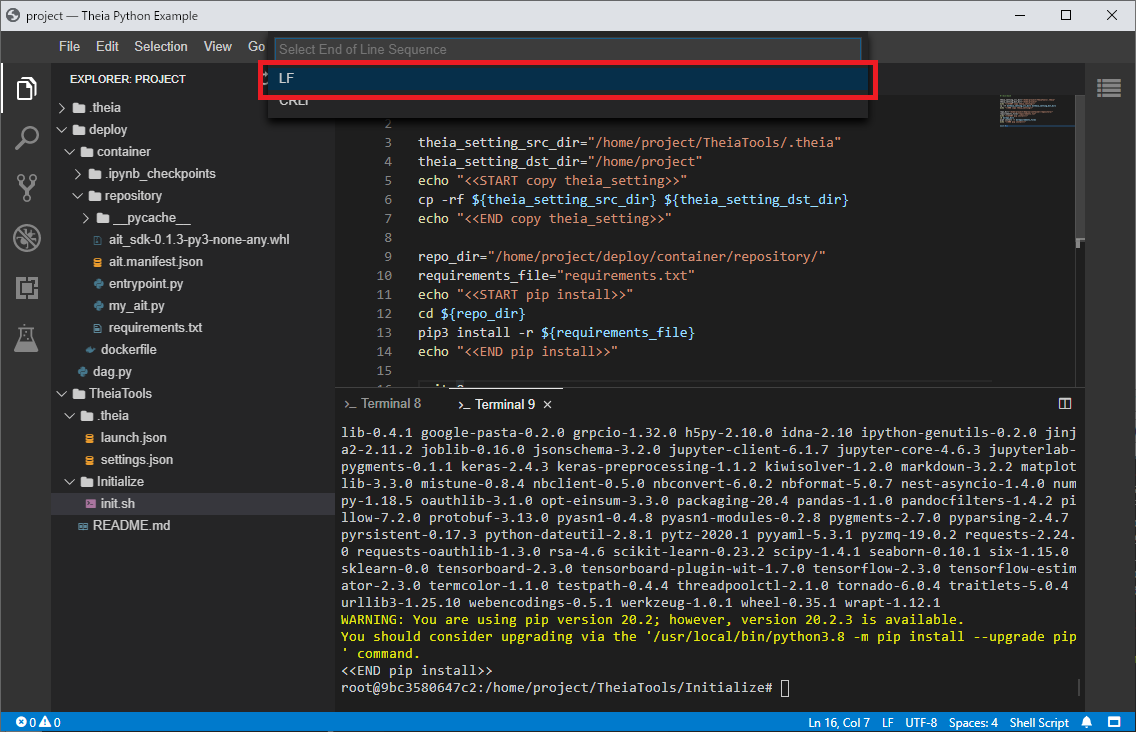 project — Theia Python Example
File Edit Selection View Go
Select End of Line Sequence
LF
CRLF
EXPLORER: PROJECT
.theia
deploy
container
.ipynb_checkpoints
repository
__pycache__
ait_sdk-0.1.3-py3-none-any.whl
ait.manifest.json
entrypoint.py
my_ait.py
requirements.txt
dockerfile
dag.py
TheiaTools
.theia
launch.json
settings.json
Initialize
init.sh
README.md
2
3 theia_setting_src_dir="/home/project/TheiaTools/.theia"
4 theia_setting_dst_dir="/home/project"
5 echo "<<START copy theia_setting>>"
6 cp -rf ${theia_setting_src_dir} ${theia_setting_dst_dir}
7 echo "<<END copy theia_setting>>"
8
9 repo_dir="/home/project/deploy/container/repository/"
10 requirements_file="requirements.txt"
11 echo "<<START pip install>>"
12 cd ${repo_dir}
13 pip3 install -r ${requirements_file}
14 echo "<<END pip install>>"
15
>_ Terminal 8 >_ Terminal 9 ×
lib-0.4.1 google-pasta-0.2.0 grpcio-1.32.0 h5py-2.10.0 idna-2.10 ipython-genutils-0.2.0 jinj
a2-2.11.2 joblib-0.16.0 jsonschema-3.2.0 jupyter-client-6.1.7 jupyter-core-4.6.3 jupyterlab-
pygments-0.1.1 keras-2.4.3 keras-preprocessing-1.1.2 kiwisolver-1.2.0 markdown-3.2.2 matplot
lib-3.3.0 mistune-0.8.4 nbclient-0.5.0 nbconvert-6.0.2 nbformat-5.0.7 nest-asyncio-1.4.0 num
py-1.18.5 oauthlib-3.1.0 opt-einsum-3.3.0 packaging-20.4 pandas-1.1.0 pandocfilters-1.4.2 pi
llow-7.2.0 protobuf-3.13.0 pyasn1-0.4.8 pyasn1-modules-0.2.8 pygments-2.7.0 pyparsing-2.4.7 
pyrsistent-0.17.3 python-dateutil-2.8.1 pytz-2020.1 pyyaml-5.3.1 pyzmq-19.0.2 requests-2.24.
0 requests-oauthlib-1.3.0 rsa-4.6 scikit-learn-0.23.2 scipy-1.4.1 seaborn-0.10.1 six-1.15.0 
sklearn-0.0 tensorboard-2.3.0 tensorboard-plugin-wit-1.7.0 tensorflow-2.3.0 tensorflow-estim
ator-2.3.0 termcolor-1.1.0 testpath-0.4.4 threadpoolctl-2.1.0 tornado-6.0.4 traitlets-5.0.4 
urllib3-1.25.10 webencodings-0.5.1 werkzeug-1.0.1 wheel-0.35.1 wrapt-1.12.1
WARNING: You are using pip version 20.2; however, version 20.2.3 is available.
You should consider upgrading via the '/usr/local/bin/python3.8 -m pip install --upgrade pip
' command.
<<END pip install>>
root@9bc3580647c2:/home/project/TheiaTools/Initialize#
0 0 Ln 16, Col 7 LF UTF-8 Spaces: 4 Shell Script